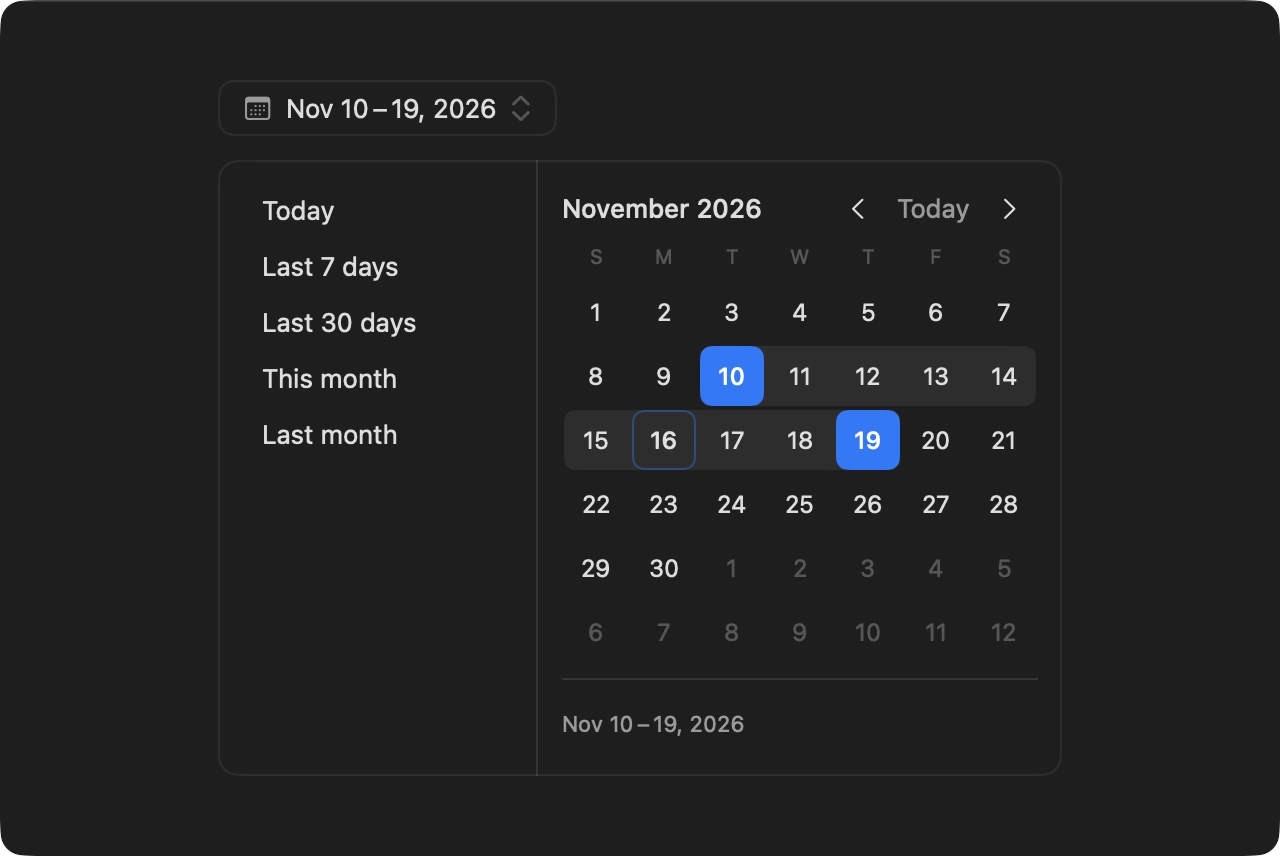 Nov 10 – 19, 2026
Today
Last 7 days
Last 30 days
This month
Last month
November 2026 Today
S M T W T F S
1 2 3 4 5 6 7
8 9 10 11 12 13 14
15 16 17 18 19 20 21
22 23 24 25 26 27 28
29 30 1 2 3 4 5
6 7 8 9 10 11 12
Nov 10 – 19, 2026